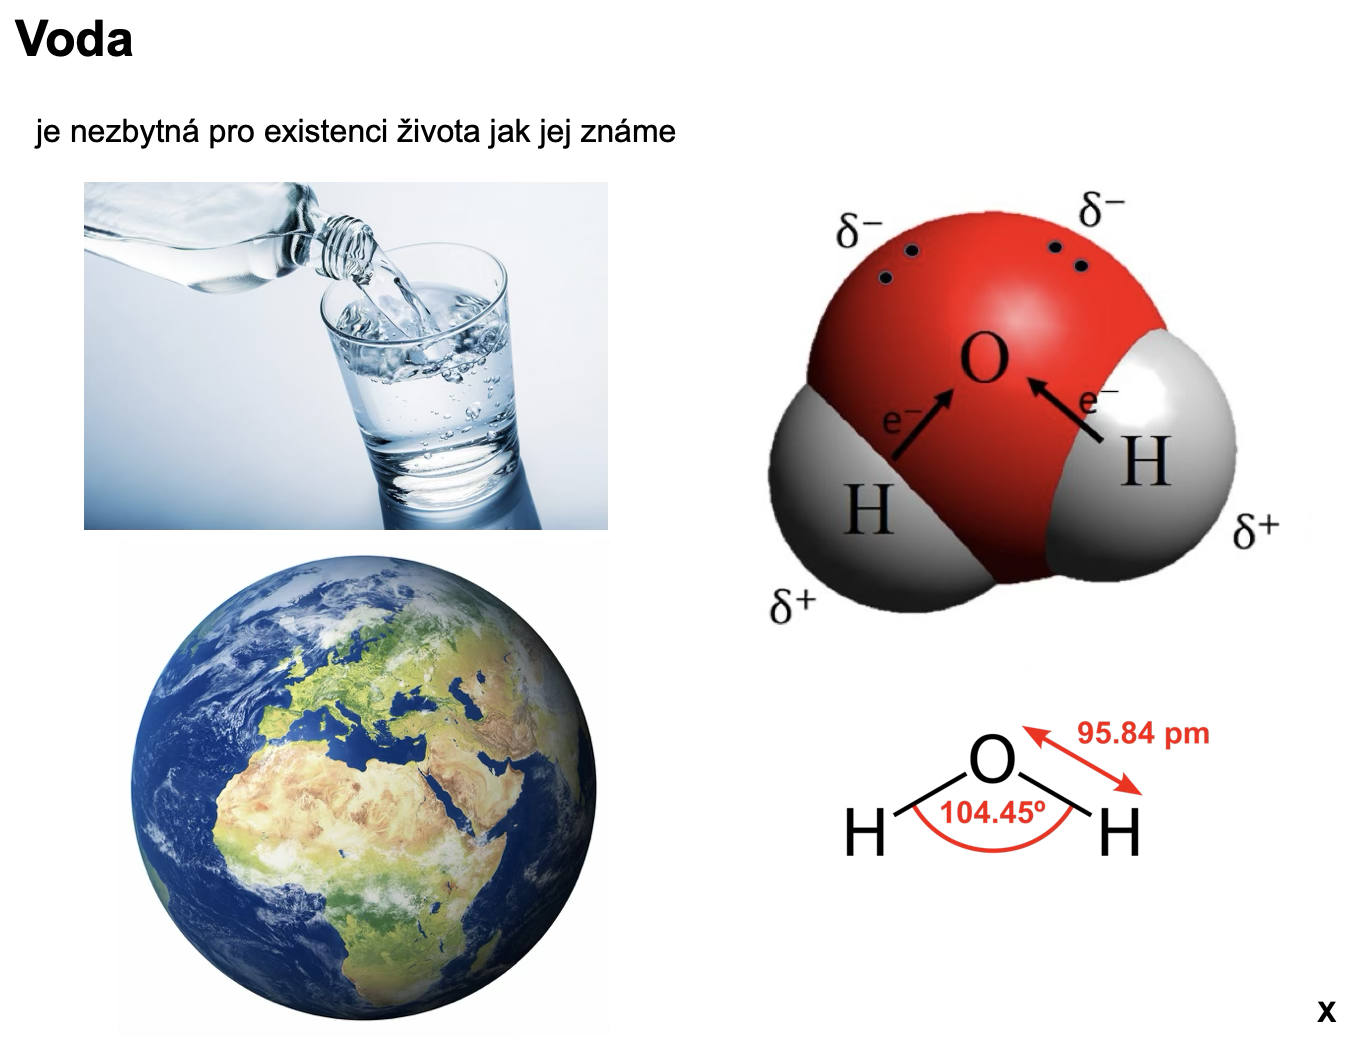 Voda
je nezbytná pro existenci života jak jej známe
δ−
δ−
O
e−
e−
H
H
δ+
δ+
95.84 pm
O
104.45º
H
H
x